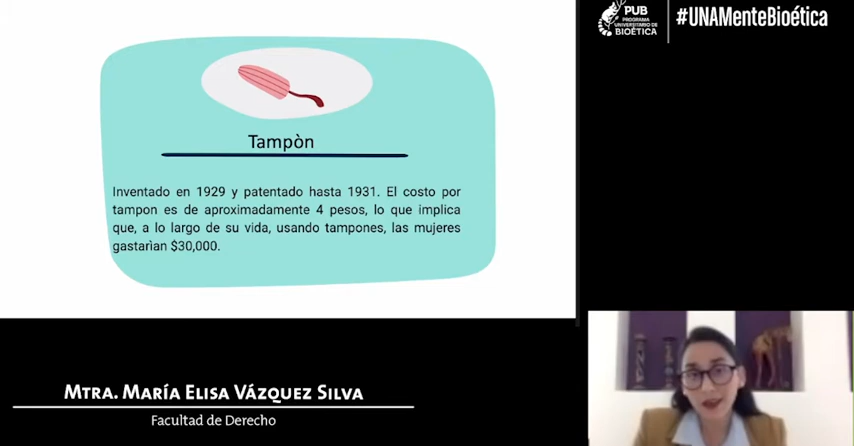 PUB
PROGRAMA
UNIVERSITARIO DE
BIOÉTICA
#UNAMenteBioética
Tampòn
Inventado en 1929 y patentado hasta 1931. El costo por
tampon es de aproximadamente 4 pesos, lo que implica
que, a lo largo de su vida, usando tampones, las mujeres
gastarìan $30,000.
Mtra. María Elisa Vázquez Silva
Facultad de Derecho